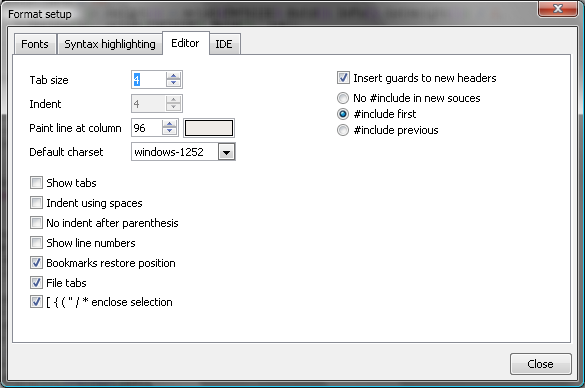 Format setup
Fonts Syntax highlighting Editor IDE
Tab size 4
Indent 4
Paint line at column 96
Default charset windows-1252
Show tabs
Indent using spaces
No indent after parenthesis
Show line numbers
Bookmarks restore position
File tabs
[ { ( " / * enclose selection
Insert guards to new headers
No #include in new souces
#include first
#include previous
Close